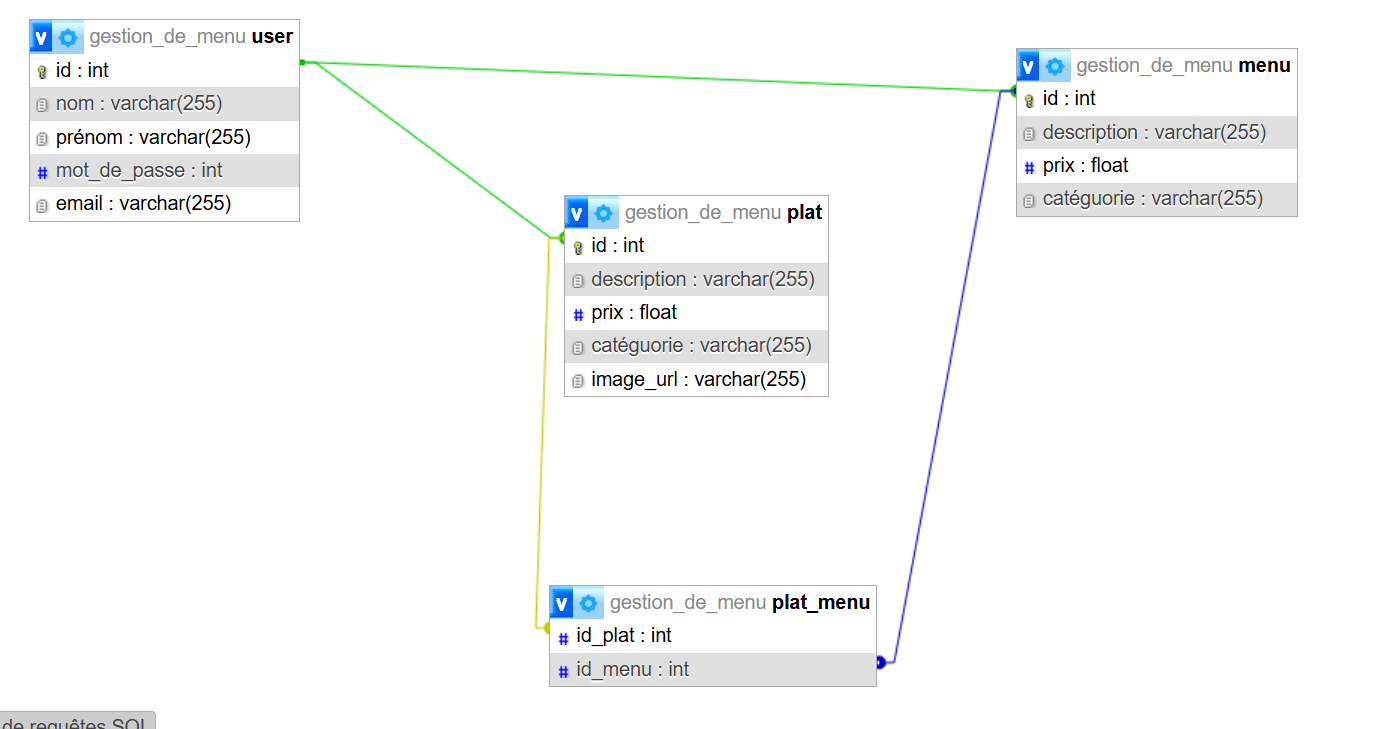 gestion_de_menu user
id : int
nom : varchar(255)
prénom : varchar(255)
mot_de_passe : int
email : varchar(255)
gestion_de_menu menu
id : int
description : varchar(255)
prix : float
catéguorie : varchar(255)
gestion_de_menu plat
id : int
description : varchar(255)
prix : float
catéguorie : varchar(255)
image_url : varchar(255)
gestion_de_menu plat_menu
id_plat : int
id_menu : int
de requêtes SQL